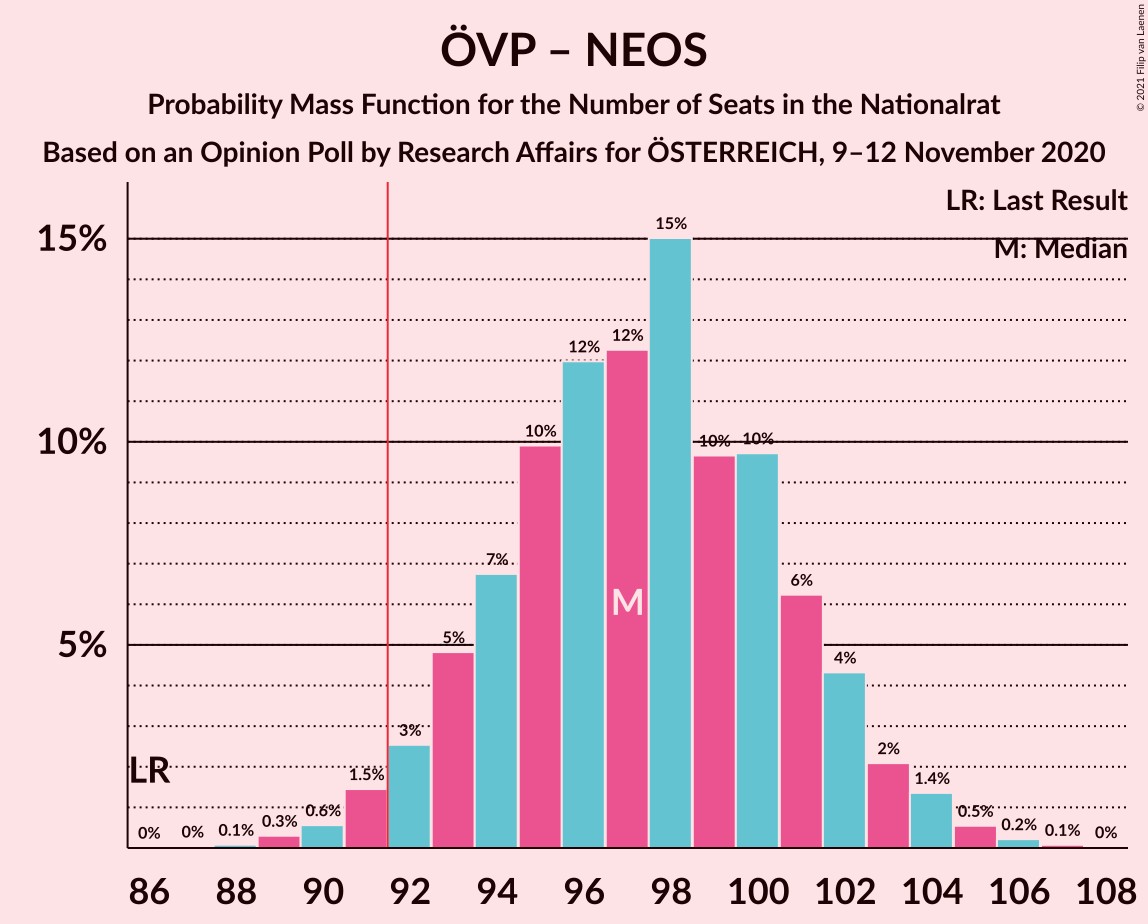 ÖVP – NEOS
Probability Mass Function for the Number of Seats in the Nationalrat
Based on an Opinion Poll by Research Affairs for ÖSTERREICH, 9–12 November 2020
© 2021 Filip van Laenen
LR: Last Result
M: Median
15%
10%
5%
LR
M
0%
0%
0.1%
0.3%
0.6%
1.5%
3%
5%
7%
10%
12%
12%
15%
10%
10%
6%
4%
2%
1.4%
0.5%
0.2%
0.1%
0%
86 88 90 92 94 96 98 100 102 104 106 108